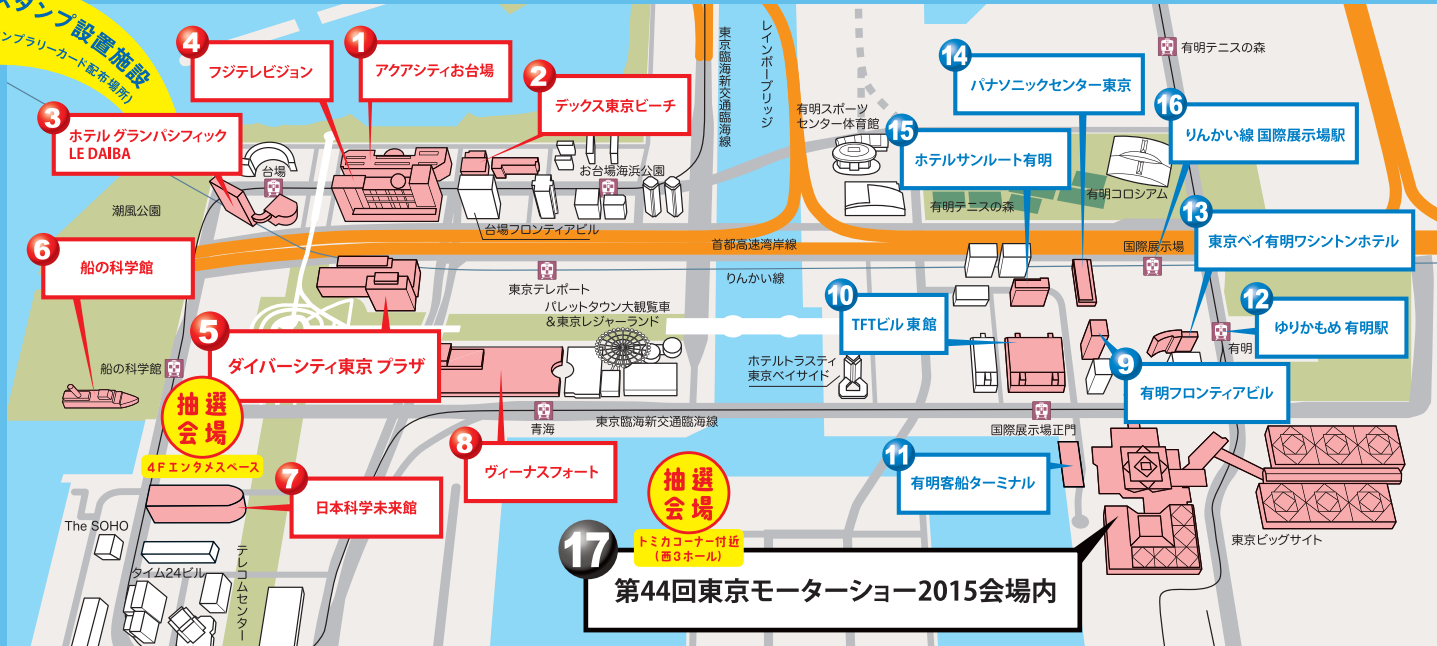 スタンプ設置施設
ンプラリーカード配布場所)
4
フジテレビジョン
1
アクアシティお台場
2
デックス東京ビーチ
3
ホテル グランパシフィック
LE DAIBA
台場
お台場海浜公園
台場フロンティアビル
潮風公園
東京臨海新交通臨海線
レインボーブリッジ
有明スポーツ
センター体育館
14
パナソニックセンター東京
有明テニスの森
16
りんかい線 国際展示場駅
15
ホテルサンルート有明
有明テニスの森
有明コロシアム
13
東京ベイ有明ワシントンホテル
6
船の科学館
首都高速湾岸線
国際展示場
りんかい線
東京テレポート
パレットタウン大観覧車
&東京レジャーランド
10
TFTビル 東館
12
ゆりかもめ 有明駅
有明
5
ダイバーシティ東京 プラザ
船の科学館
ホテルトラスティ
東京ベイサイド
9
有明フロンティアビル
抽選
会場
4Fエンタメスペース
青海
東京臨海新交通臨海線
国際展示場正門
8
ヴィーナスフォート
11
有明客船ターミナル
7
日本科学未来館
抽選
会場
トミカコーナー付近
(西3ホール)
The SOHO
タイム24ビル
テレコムセンター
東京ビッグサイト
17
第44回東京モーターショー2015会場内